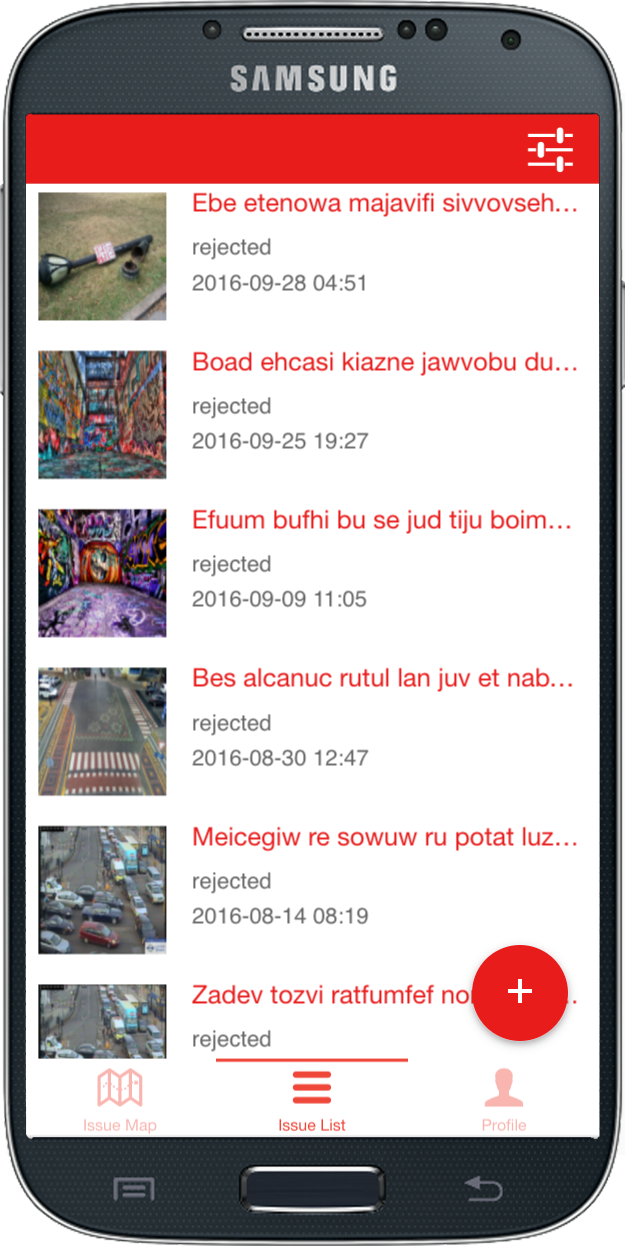 SAMSUNG
Ebe etenowa majavifi sivvovseh…
rejected
2016-09-28 04:51
Boad ehcasi kiazne jawvobu du…
rejected
2016-09-25 19:27
Efuum bufhi bu se jud tiju boim…
rejected
2016-09-09 11:05
Bes alcanuc rutul lan juv et nab…
rejected
2016-08-30 12:47
Meicegiw re sowuw ru potat luz…
rejected
2016-08-14 08:19
Zadev tozvi ratfumfef
rejected
Issue Map
Issue List
Profile